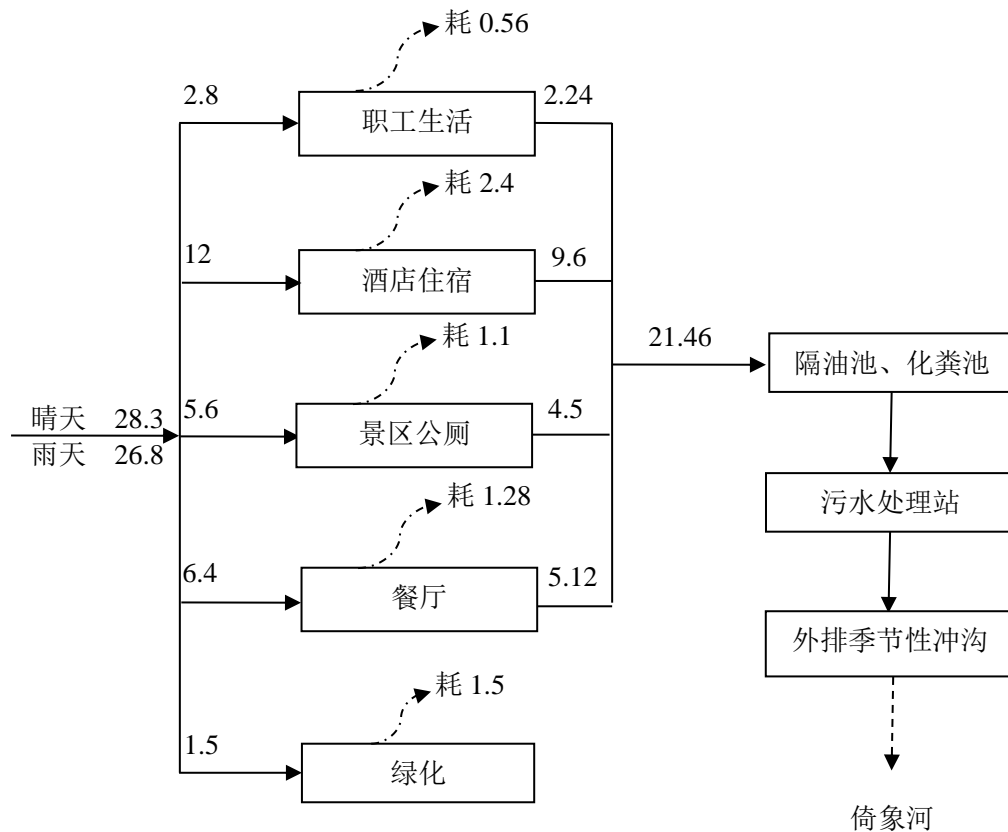 耗 0.56
2.8
职工生活
2.24
耗 2.4
12
酒店住宿
9.6
耗 1.1
21.46
隔油池、化粪池
晴天 28.3
雨天 26.8
5.6
景区公厕
4.5
耗 1.28
污水处理站
6.4
餐厅
5.12
外排季节性冲沟
耗 1.5
1.5
绿化
倚象河